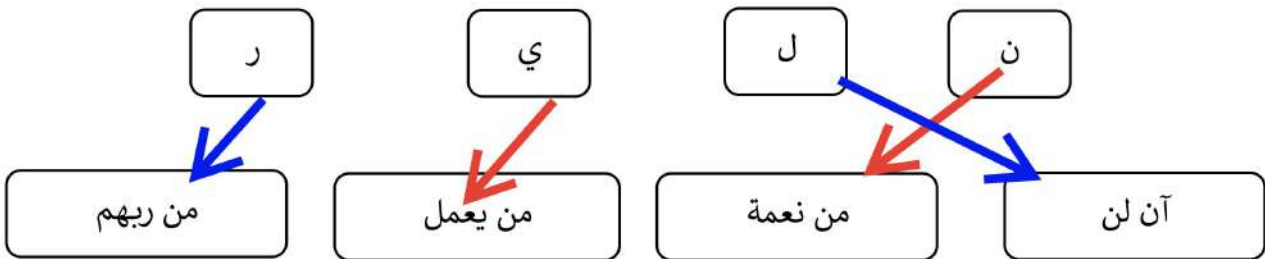 ن ل ي ر
آن لن من نعمة من يعمل من ربهم